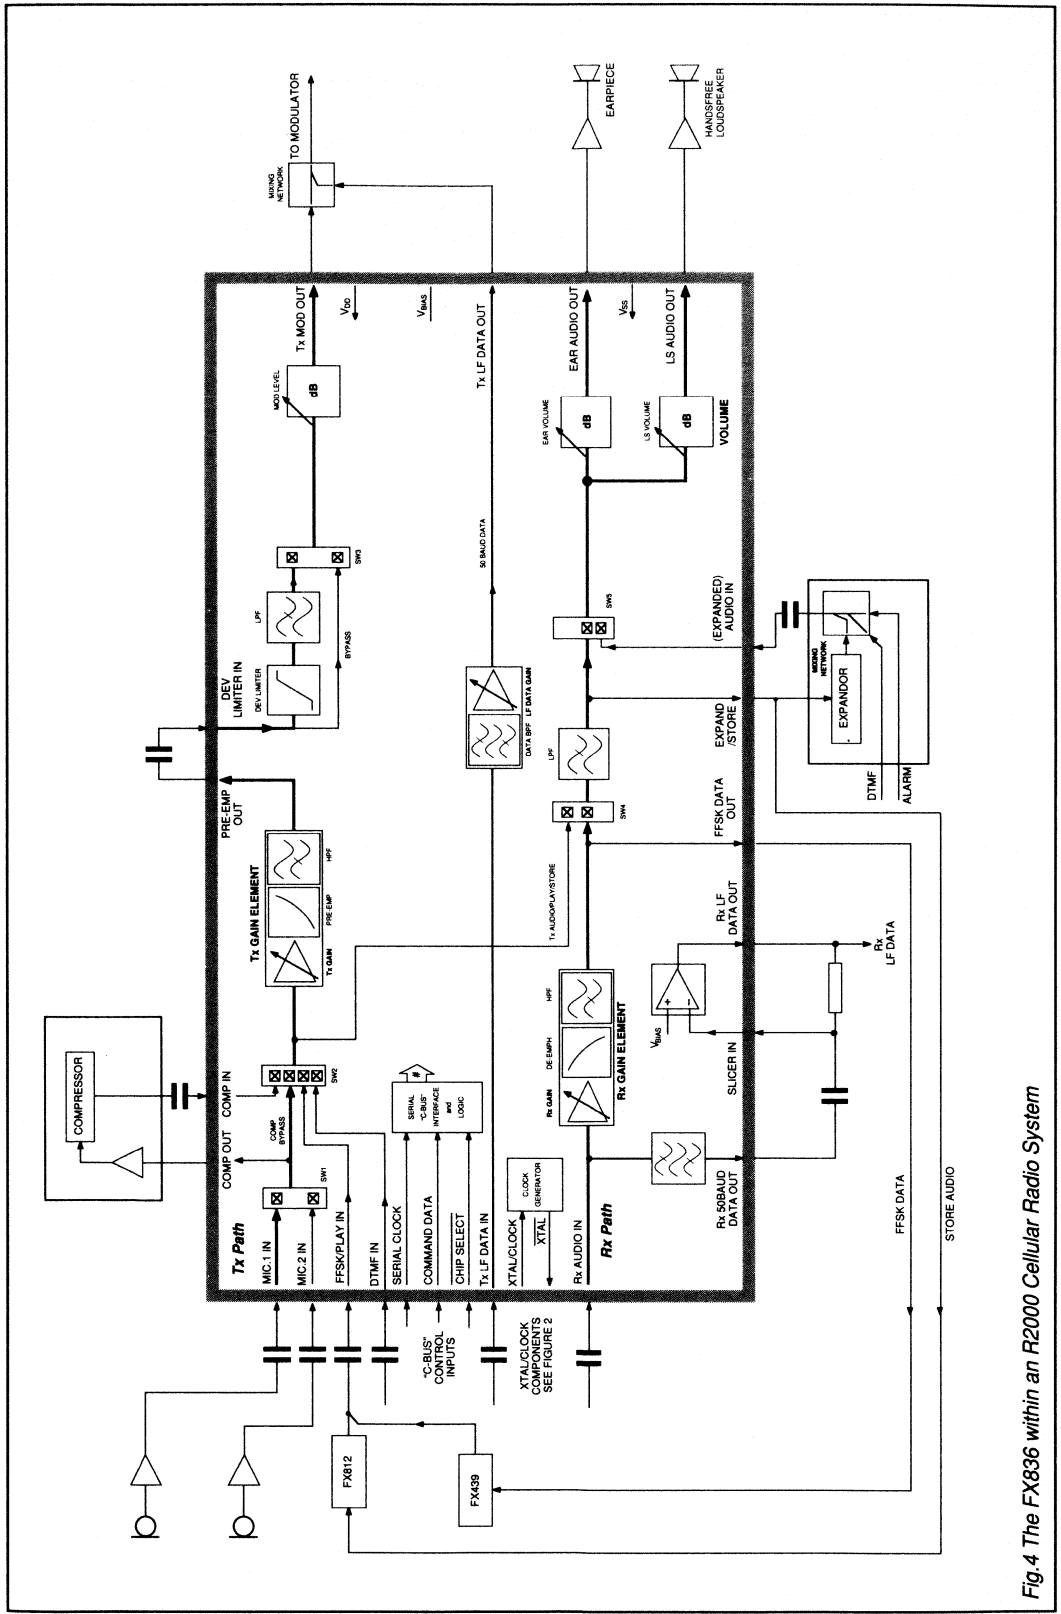 COMPRESSOR
COMP OUT
COMP IN
PRE-EMP
OUT
DEV
LIMITER IN
Tx Path
MIC.1 IN
MIC.2 IN
FFSK/PLAY IN
DTMF IN
SERIAL CLOCK
COMMAND DATA
CHIP SELECT
Tx LF DATA IN
XTAL/CLOCK
XTAL
Rx AUDIO IN
Rx Path
SW1
COMP
BYPASS
SW2
Tx GAIN ELEMENT
Tx GAIN
PRE-EMP
HPF
DEV LIMITER
LPF
BYPASS
SW3
MOD LEVEL
dB
Tx MOD OUT
MIXING
NETWORK
TO MODULATOR
VDD
VBIAS
SERIAL
"C-BUS"
INTERFACE
and
LOGIC
#
CLOCK
GENERATOR
DATA BPF
LF DATA GAIN
50 BAUD DATA
Tx LF DATA OUT
Tx AUDIO/PLAY/STORE
Rx GAIN
DE-EMPH
HPF
Rx GAIN ELEMENT
SW4
LPF
SW5
EAR VOLUME
dB
EAR AUDIO OUT
VSS
LS VOLUME
dB
VOLUME
LS AUDIO OUT
EARPIECE
HANDSFREE
LOUDSPEAKER
VBIAS
+
−
Rx 50BAUD
DATA OUT
SLICER IN
Rx LF
DATA OUT
FFSK DATA
OUT
EXPAND
/STORE
(EXPANDED)
AUDIO IN
Rx
LF DATA
DTMF
ALARM
EXPANDOR
MIXING
NETWORK
"C-BUS"
CONTROL
INPUTS
XTAL/CLOCK
COMPONENTS
SEE FIGURE 2
FX812
FX439
FFSK DATA
STORE AUDIO
Fig.4 The FX836 within an R2000 Cellular Radio System